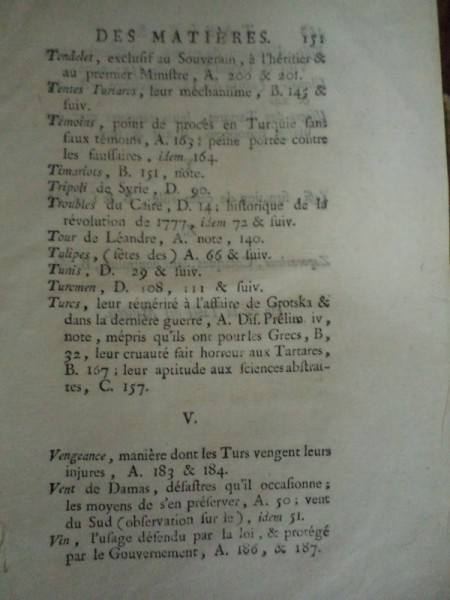 DES MATIÈRES. 151
Tendelet, exclusif au Souverain, à l'héritier &
au premier Ministre, A. 200 & 201.
Tentes Tartares, leur méchanisme, B. 145 &
suiv.
Témoins, point de procès en Turquie sans
faux témoins, A. 163; peine portée contre
les faussaires, idem 164.
Timariots, B. 151, note.
Tripoli de Syrie, D. 90.
Troubles du Caire, D. 14; historique de la
révolution de 1777, idem 72 & suiv.
Tour de Léandre, A. note, 140.
Tulipes, (fêtes des) A. 66 & suiv.
Tunis, D. 29 & suiv.
Turcmen, D. 108, 111 & suiv.
Turcs, leur témérité à l'affaire de Grotska &
dans la dernière guerre, A. Dis. Prélim. iv,
note, mépris qu'ils ont pour les Grecs, B,
32, leur cruauté fait horreur aux Tartares,
B. 167; leur aptitude aux sciences abstrai-
tes, C. 157.
V.
Vengeance, manière dont les Turs vengent leurs
injures, A. 183 & 184.
Vent de Damas, désastres qu'il occasionne;
les moyens de s'en préserver, A. 50; vent
du Sud (observation sur le), idem 51.
Vin, l'usage défendu par la loi, & protégé
par le Gouvernement, A. 186, & 187.